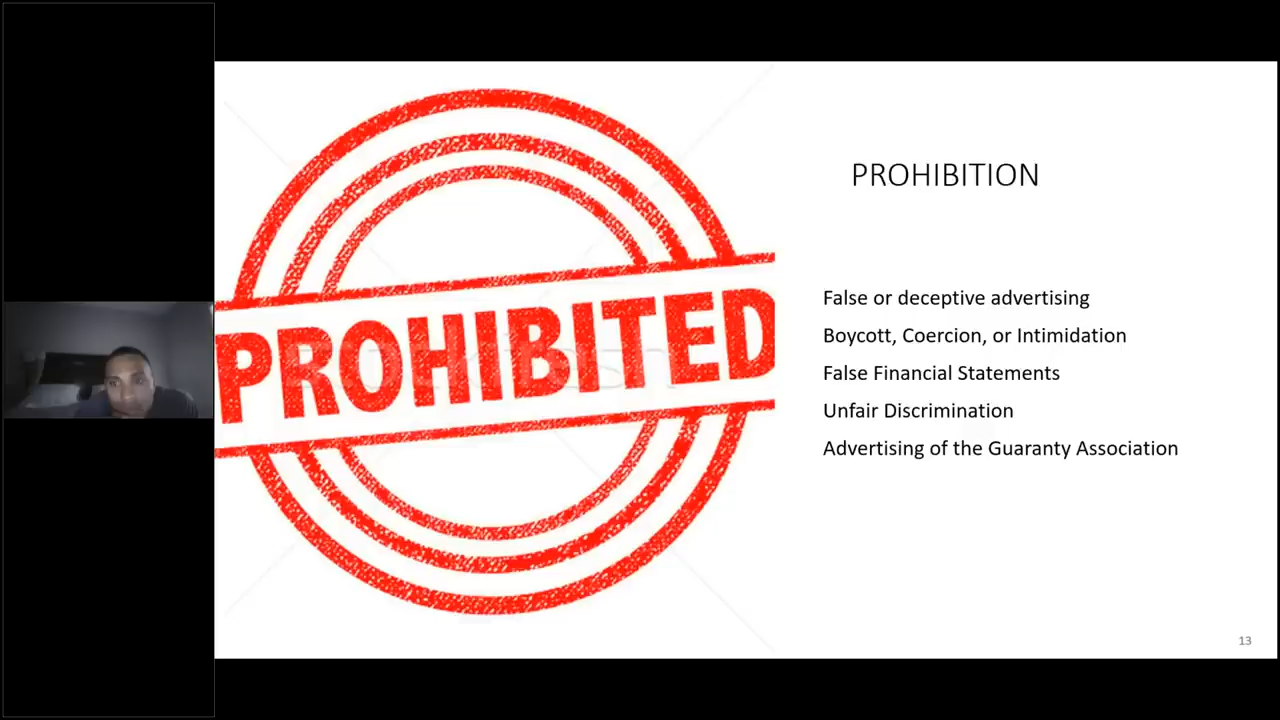 PROHIBITED
PROHIBITION
False or deceptive advertising
Boycott, Coercion, or Intimidation
False Financial Statements
Unfair Discrimination
Advertising of the Guaranty Association
13